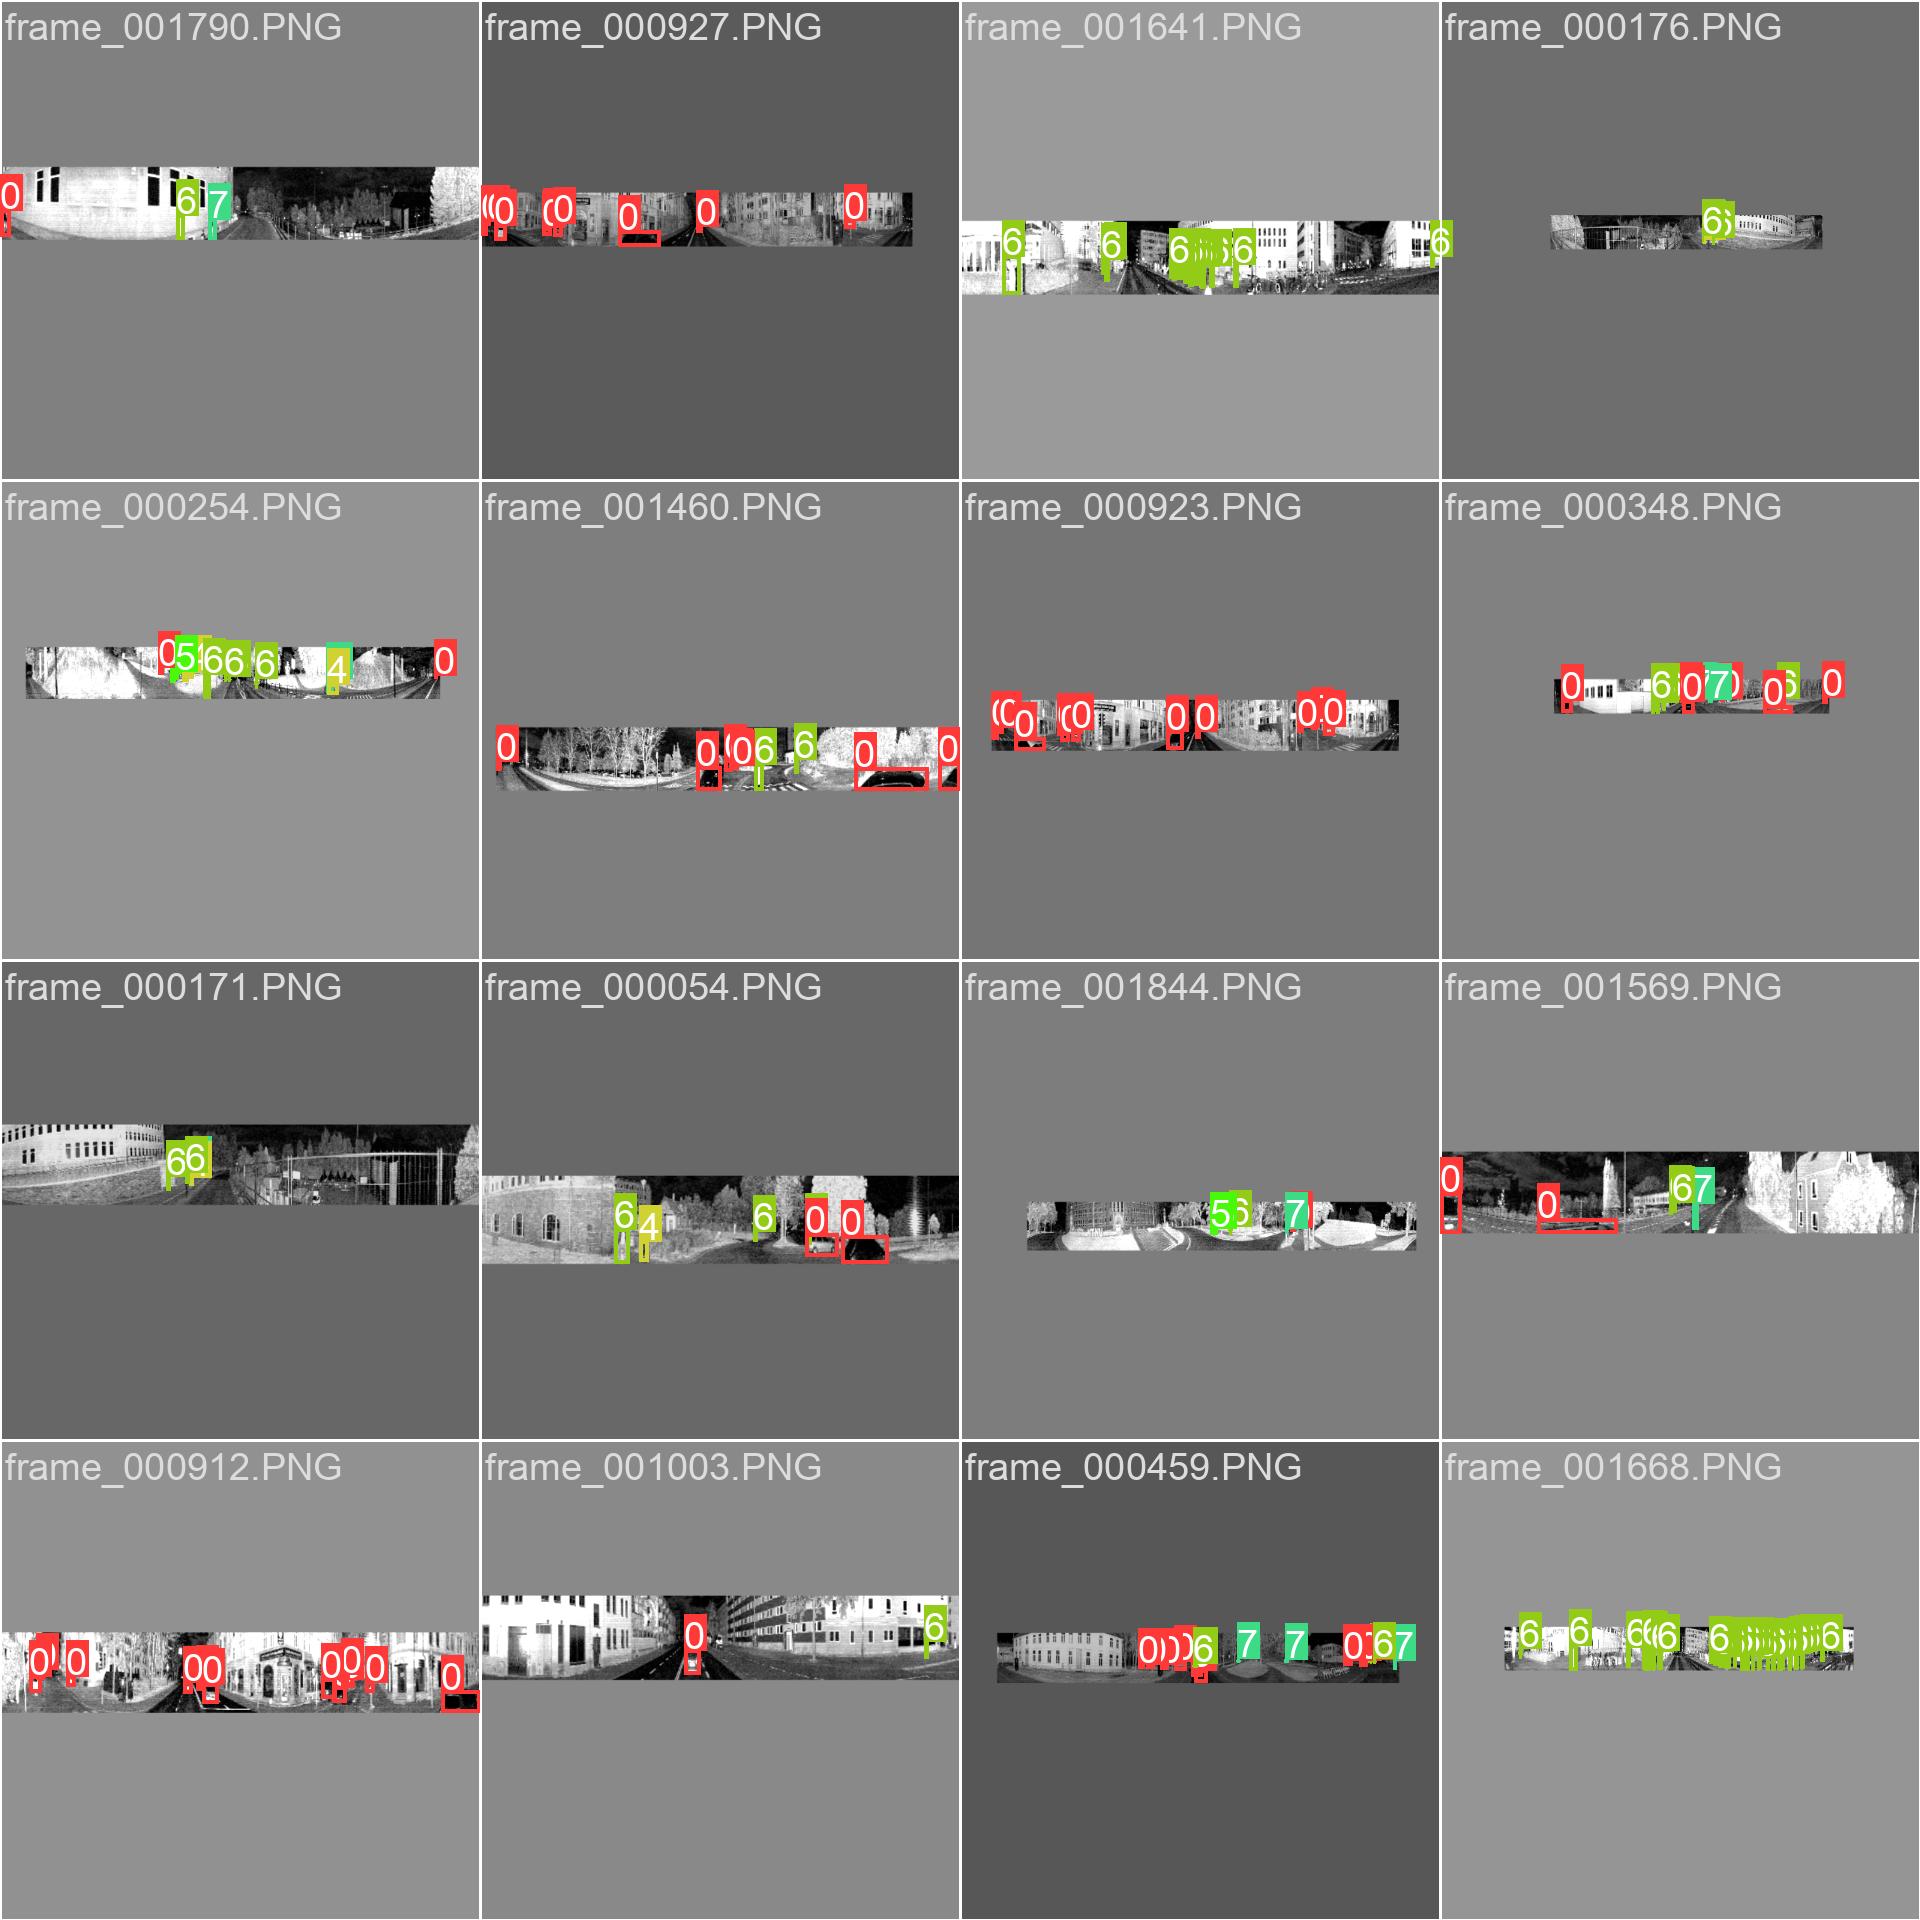 frame_001790.PNG frame_000927.PNG frame_001641.PNG frame_000176.PNG
0 6 7
0 0 0 0 0 0
6 6 6 6 6 6
6
frame_000254.PNG frame_001460.PNG frame_000923.PNG frame_000348.PNG
0 5 6 6 6 4 0
0 0 0 6 6 0 0
0 0 0 0 0 0 0
0 6 0 7 0 6 0
frame_000171.PNG frame_000054.PNG frame_001844.PNG frame_001569.PNG
6 6
6 4 6 0 0
5 6 7
0 0 6 7
frame_000912.PNG frame_001003.PNG frame_000459.PNG frame_001668.PNG
0 0 0 0 0 0 0 0
0 6
0 0 6 7 7 0 6 7
6 6 6 6 6 6